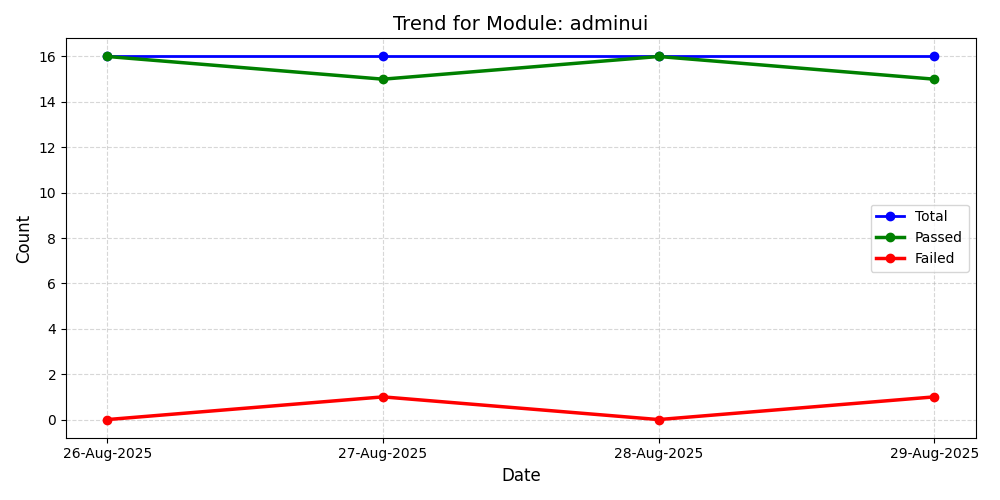 Trend for Module: adminui
Count
16
14
12
10
8
6
4
2
0
Total
Passed
Failed
26-Aug-2025
27-Aug-2025
28-Aug-2025
29-Aug-2025
Date